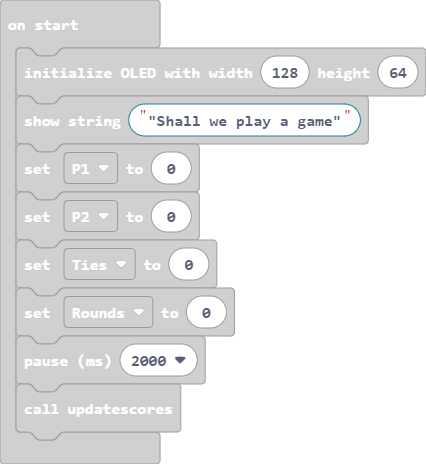 on start
initialize OLED with width 128 height 64
show string ""Shall we play a game""
set P1 to 0
set P2 to 0
set Ties to 0
set Rounds to 0
pause (ms) 2000
call updatescores